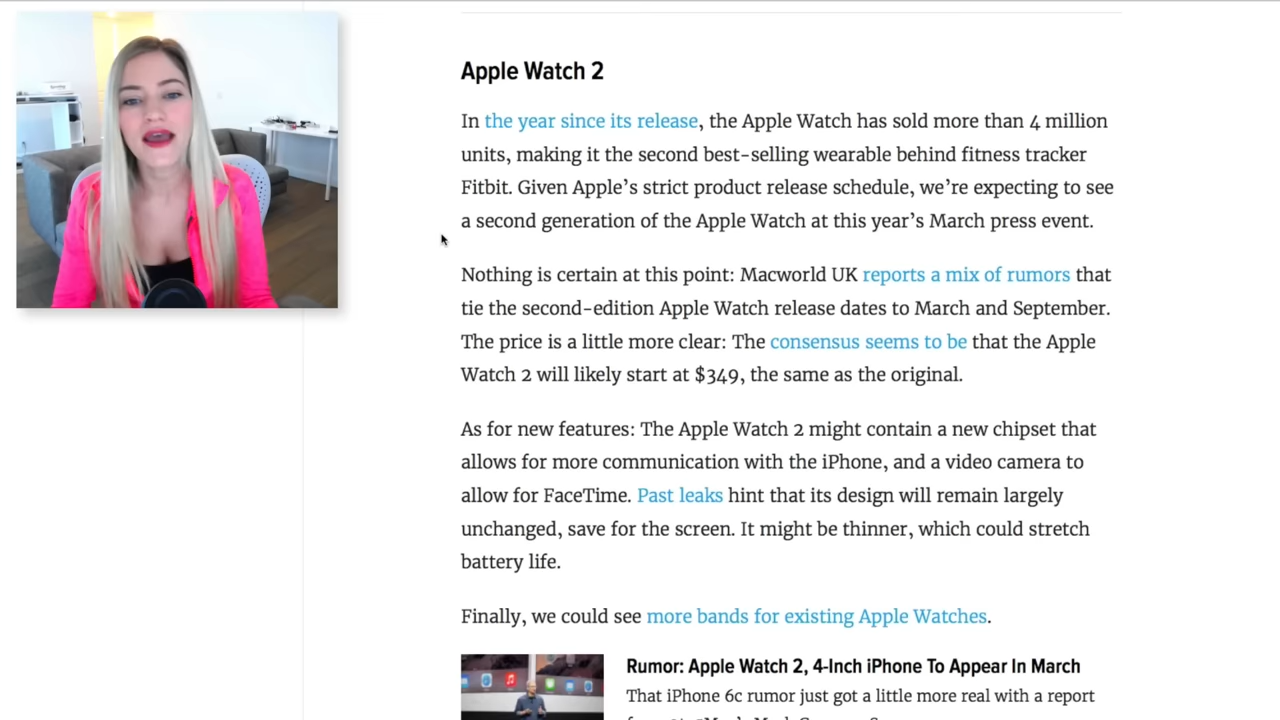 Apple Watch 2
In the year since its release, the Apple Watch has sold more than 4 million
units, making it the second best-selling wearable behind fitness tracker
Fitbit. Given Apple’s strict product release schedule, we’re expecting to see
a second generation of the Apple Watch at this year’s March press event.
Nothing is certain at this point: Macworld UK reports a mix of rumors that
tie the second-edition Apple Watch release dates to March and September.
The price is a little more clear: The consensus seems to be that the Apple
Watch 2 will likely start at $349, the same as the original.
As for new features: The Apple Watch 2 might contain a new chipset that
allows for more communication with the iPhone, and a video camera to
allow for FaceTime. Past leaks hint that its design will remain largely
unchanged, save for the screen. It might be thinner, which could stretch
battery life.
Finally, we could see more bands for existing Apple Watches.
Rumor: Apple Watch 2, 4-Inch iPhone To Appear In March
That iPhone 6c rumor just got a little more real with a report